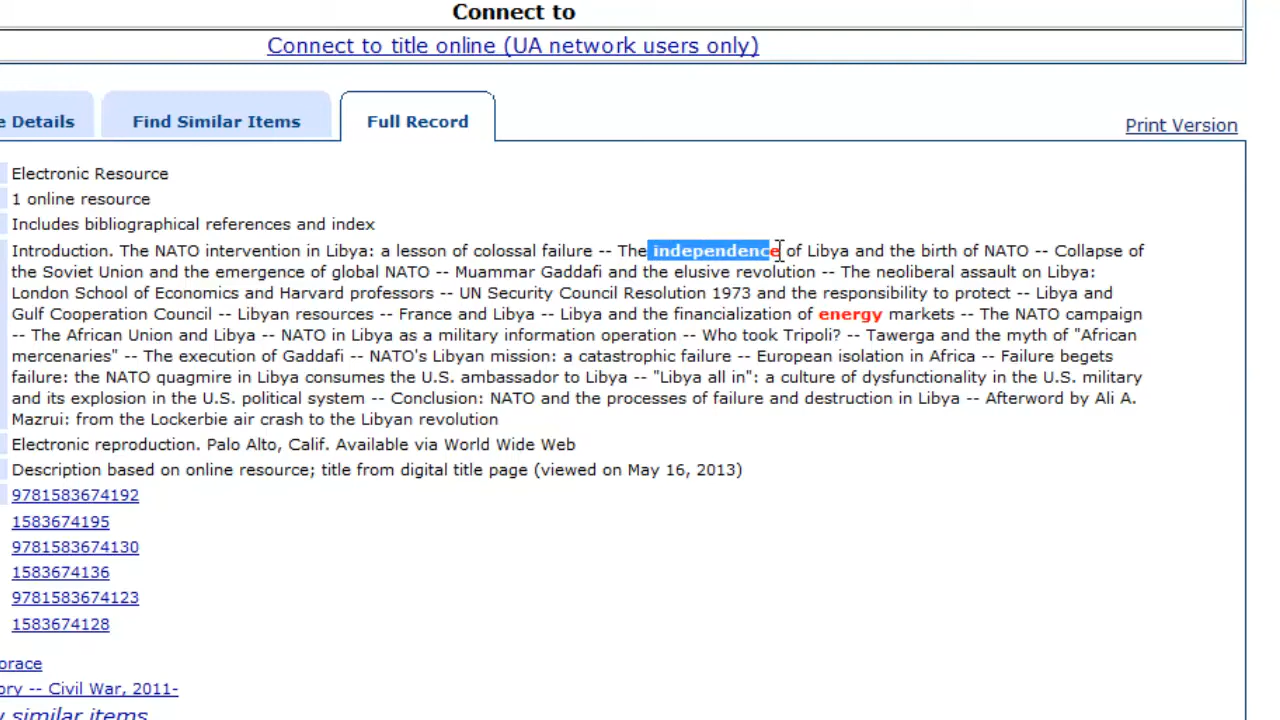 Connect to
Connect to title online (UA network users only)
e Details
Find Similar Items
Full Record
Print Version
Electronic Resource
1 online resource
Includes bibliographical references and index
Introduction. The NATO intervention in Libya: a lesson of colossal failure -- The independence of Libya and the birth of NATO -- Collapse of
the Soviet Union and the emergence of global NATO -- Muammar Gaddafi and the elusive revolution -- The neoliberal assault on Libya:
London School of Economics and Harvard professors -- UN Security Council Resolution 1973 and the responsibility to protect -- Libya and
Gulf Cooperation Council -- Libyan resources -- France and Libya -- Libya and the financialization of energy markets -- The NATO campaign
-- The African Union and Libya -- NATO in Libya as a military information operation -- Who took Tripoli? -- Tawerga and the myth of "African
mercenaries" -- The execution of Gaddafi -- NATO's Libyan mission: a catastrophic failure -- European isolation in Africa -- Failure begets
failure: the NATO quagmire in Libya consumes the U.S. ambassador to Libya -- "Libya all in": a culture of dysfunctionality in the U.S. military
and its explosion in the U.S. political system -- Conclusion: NATO and the processes of failure and destruction in Libya -- Afterword by Ali A.
Mazrui: from the Lockerbie air crash to the Libyan revolution
Electronic reproduction. Palo Alto, Calif. Available via World Wide Web
Description based on online resource; title from digital title page (viewed on May 16, 2013)
9781583674192
1583674195
9781583674130
1583674136
9781583674123
1583674128
orace
ory -- Civil War, 2011-
y similar items